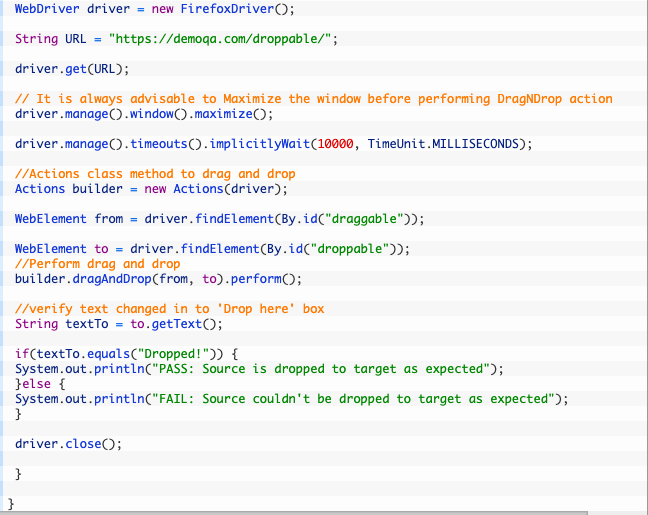 WebDriver driver = new FirefoxDriver();
String URL = "https://demoqa.com/droppable/";
driver.get(URL);
// It is always advisable to Maximize the window before performing DragNDrop action
driver.manage().window().maximize();
driver.manage().timeouts().implicitlyWait(10000, TimeUnit.MILLISECONDS);
//Actions class method to drag and drop
Actions builder = new Actions(driver);
WebElement from = driver.findElement(By.id("draggable"));
WebElement to = driver.findElement(By.id("droppable"));
//Perform drag and drop
builder.dragAndDrop(from, to).perform();
//verify text changed in to 'Drop here' box
String textTo = to.getText();
if(textTo.equals("Dropped!")) {
System.out.println("PASS: Source is dropped to target as expected");
}else {
System.out.println("FAIL: Source couldn't be dropped to target as expected");
}
driver.close();
}
}